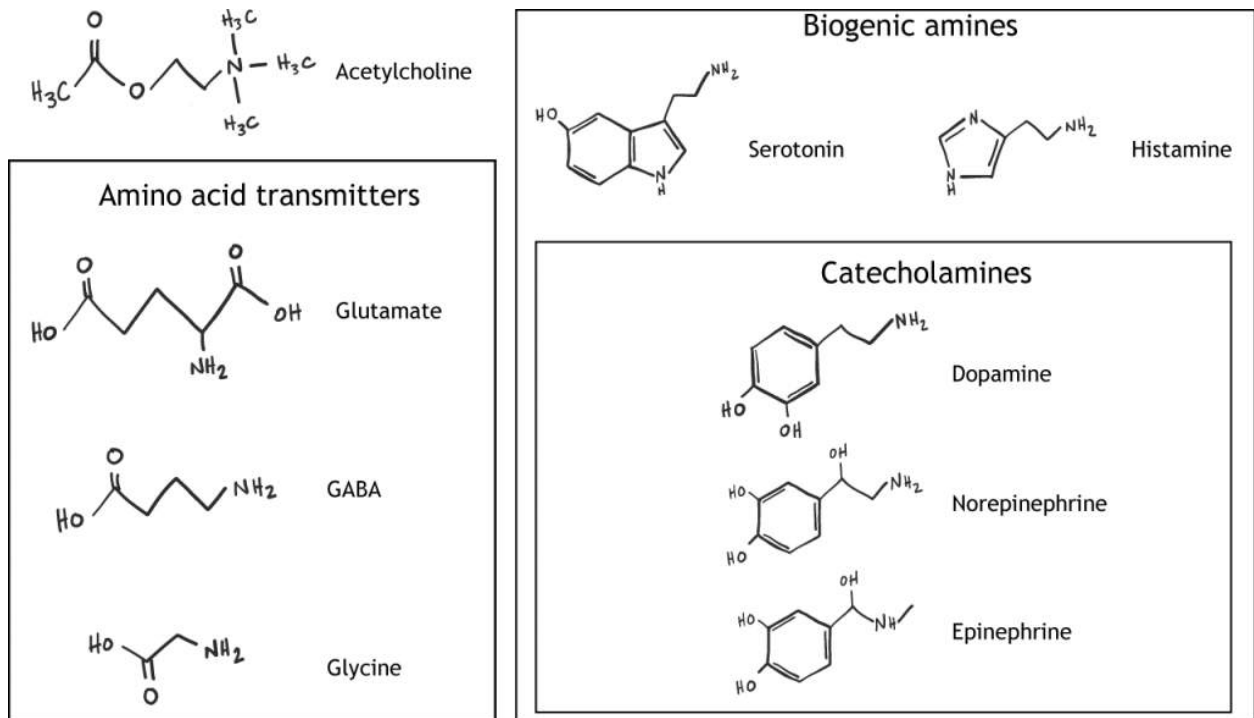 O
H₃C
O
N
H₃C
H₃C
H₃C
Acetylcholine
Amino acid transmitters
O
HO
NH₂
O
OH
Glutamate
O
HO
NH₂
GABA
HO
O
NH₂
Glycine
Biogenic amines
HO
NH₂
N
H
Serotonin
N
N
H
NH₂
Histamine
Catecholamines
NH₂
HO
OH
Dopamine
OH
HO
NH₂
HO
Norepinephrine
OH
HO
NH
HO
Epinephrine